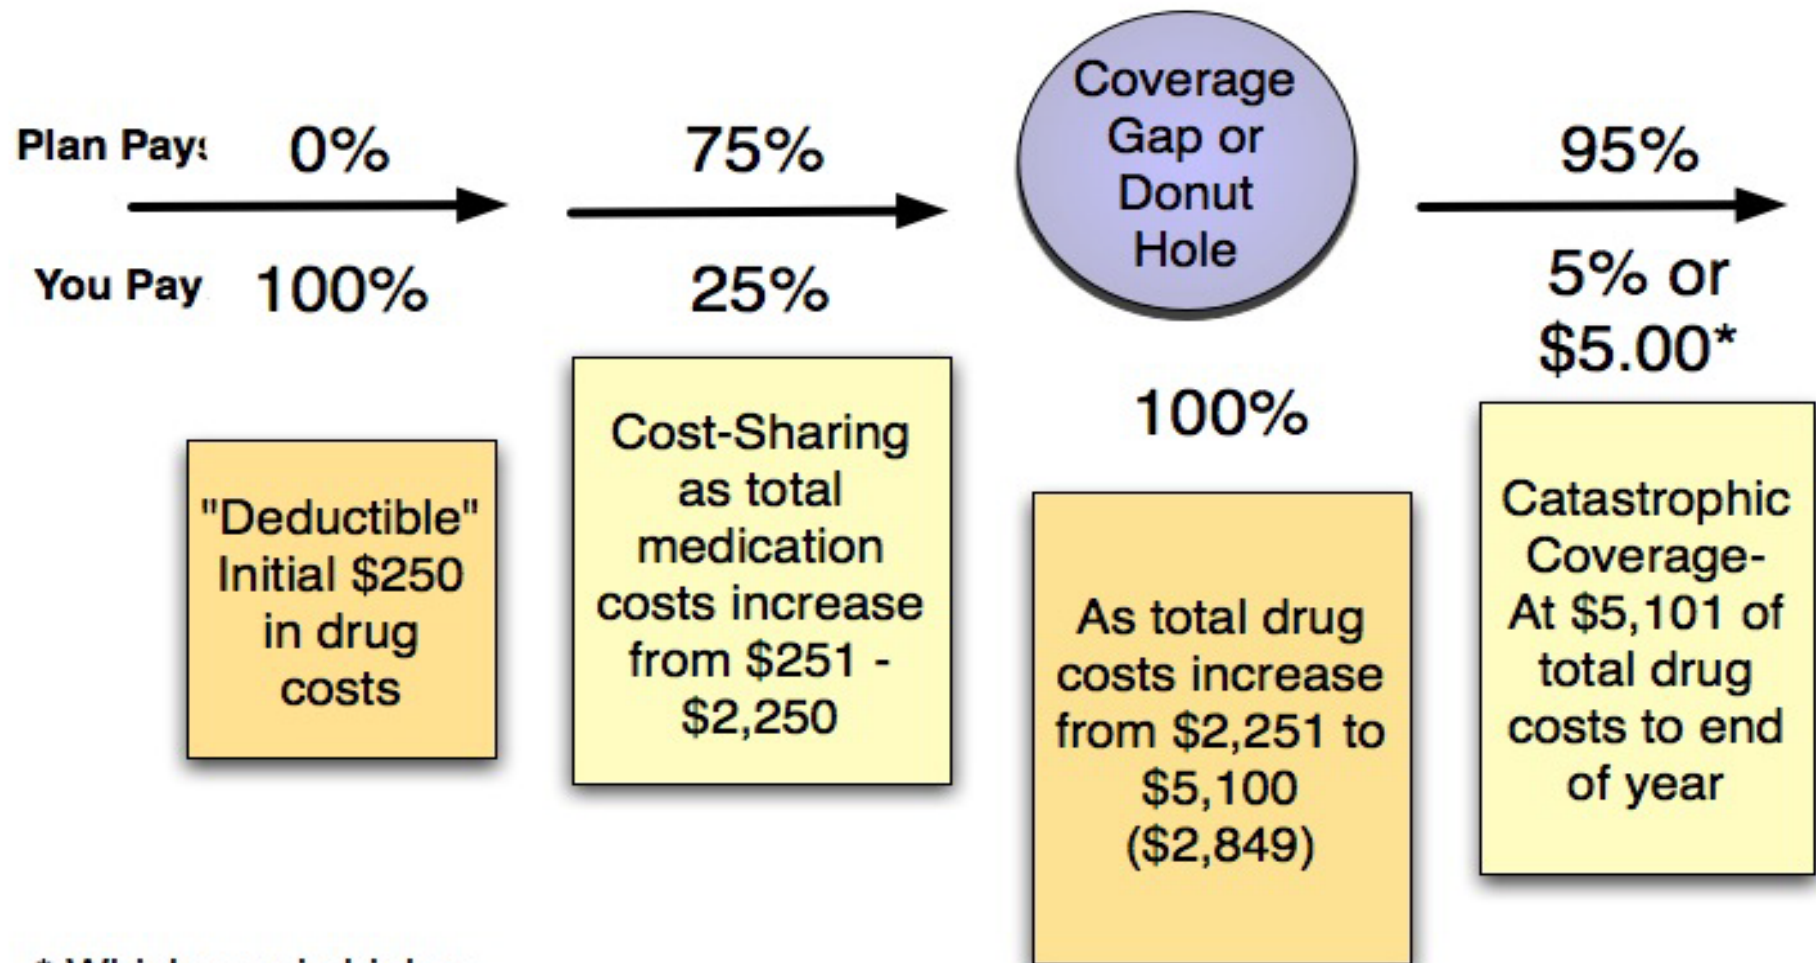 Plan Pays
0%
75%
Coverage
Gap or
Donut
Hole
95%
You Pay
100%
25%
100%
5% or
$5.00*
"Deductible"
Initial $250
in drug
costs
Cost-Sharing
as total
medication
costs increase
from $251 -
$2,250
As total drug
costs increase
from $2,251 to
$5,100
($2,849)
Catastrophic
Coverage-
At $5,101 of
total drug
costs to end
of year